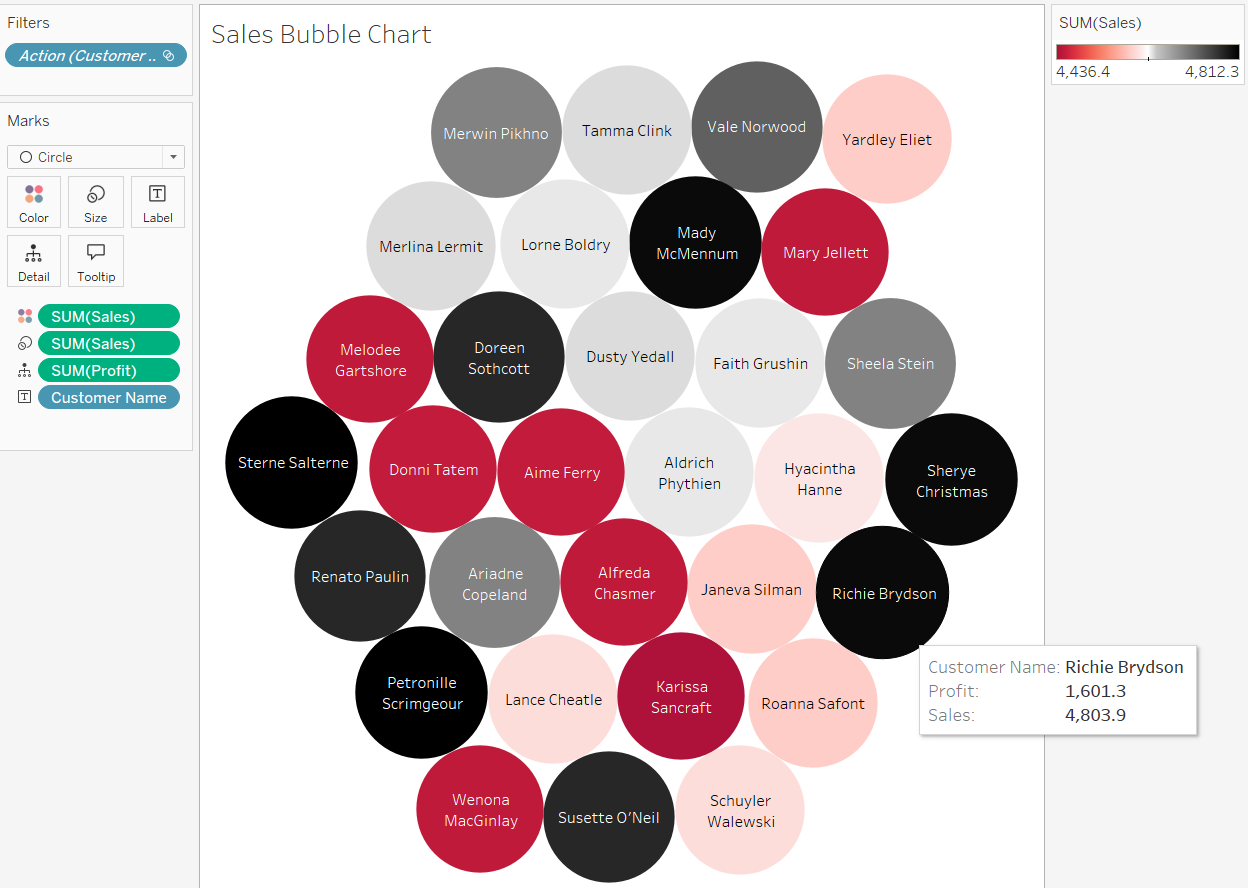 Filters
Action (Customer ..
Marks
Circle
Color
Size
T
Label
Detail
Tooltip
SUM(Sales)
SUM(Sales)
SUM(Profit)
T
Customer Name
Sales Bubble Chart
Merwin Pikhno
Tamma Clink
Vale Norwood
Yardley Eliet
Merlina Lermit
Lorne Boldry
Mady
McMennum
Mary Jellett
Melodee
Gartshore
Doreen
Sothcott
Dusty Yedall
Faith Grushin
Sheela Stein
Sterne Salterne
Donni Tatem
Aime Ferry
Aldrich
Phythien
Hyacintha
Hanne
Sherye
Christmas
Renato Paulin
Ariadne
Copeland
Alfreda
Chasmer
Janeva Silman
Richie Brydson
Petronille
Scrimgeour
Lance Cheatle
Karissa
Sancraft
Roanna Safont
Wenona
MacGinlay
Susette O’Neil
Schuyler
Walewski
Customer Name: Richie Brydson
Profit: 1,601.3
Sales: 4,803.9
SUM(Sales)
4,436.4 4,812.3